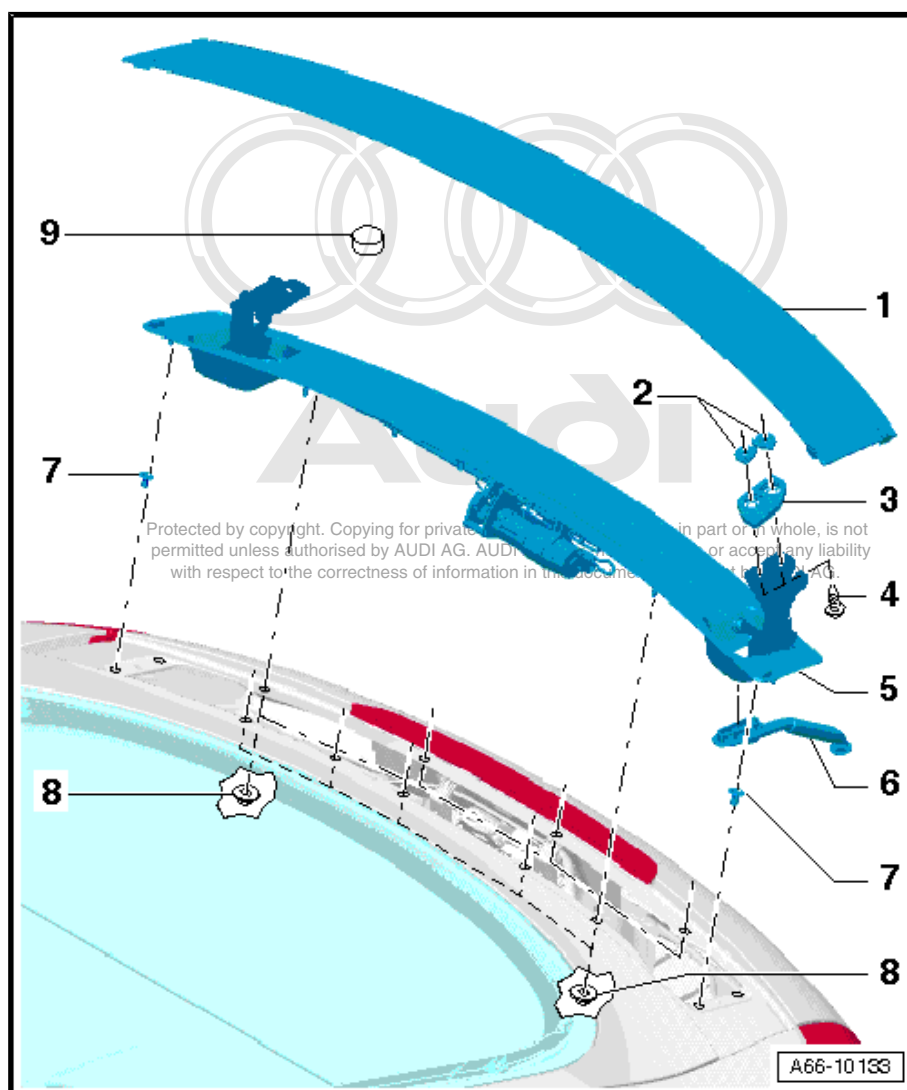 9
1
2
Audi
7
3
Protected by copyright. Copying for private in part or in whole, is not
permitted unless authorised by AUDI AG. AUDI or accept any liability
with respect to the correctness of information in this AG.
4
5
6
8
7
8
A66-10133